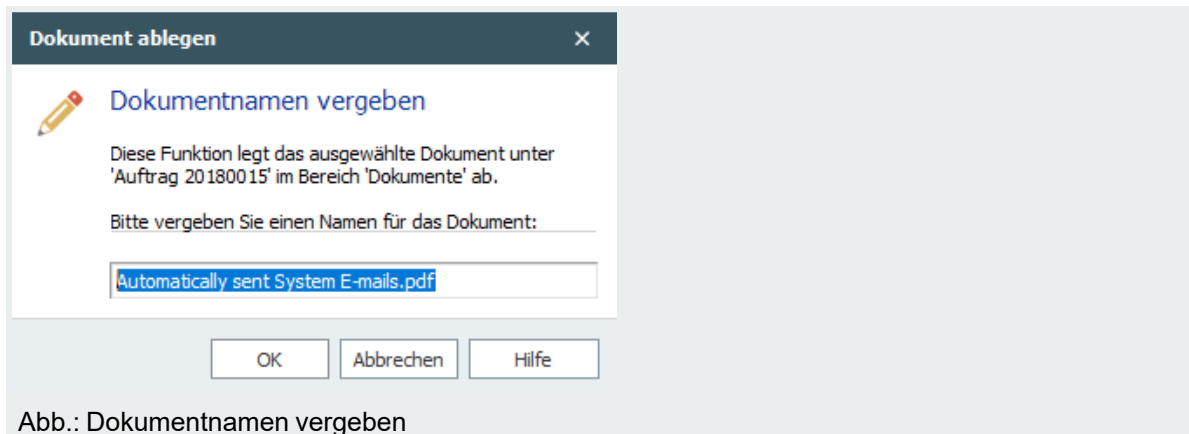 Dokument ablegen
Dokumentnamen vergeben
Diese Funktion legt das ausgewählte Dokument unter
'Auftrag 20180015' im Bereich 'Dokumente' ab.
Bitte vergeben Sie einen Namen für das Dokument:
Automatically sent System E-mails.pdf
OK Abbrechen Hilfe
Abb.: Dokumentnamen vergeben